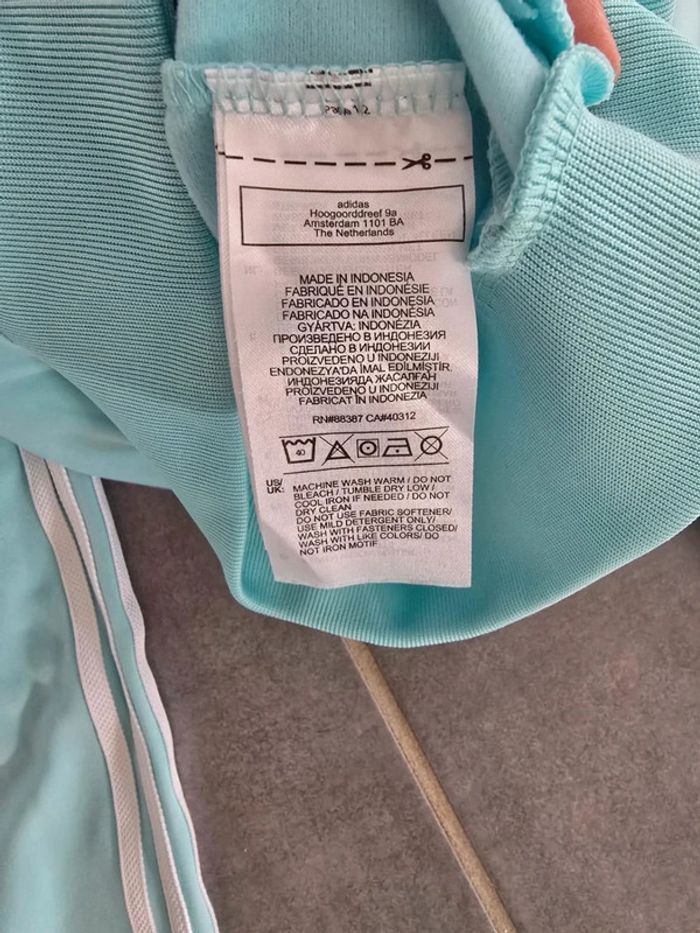 adidas
Hoogoorddreef 9a
Amsterdam 1101 BA
The Netherlands
MADE IN INDONESIA
FABRIQUÉ EN INDONÉSIE
FABRICADO EN INDONESIA
FABRICADO NA INDONÉSIA
GYÁRTVA: INDONÉZIA
ПРОИЗВЕДЕНО В ИНДОНЕЗИЯ
СДЕЛАНО В ИНДОНЕЗИИ
PROIZVEDENO U INDONEZIJI
ENDONEZYA'DA İMAL EDİLMİŞTİR.
ИНДОНЕЗИЯДА ЖАСАЛҒАН
PROIZVEDENO U INDONEZIJI
FABRICAT ÎN INDONEZIA
RN#88387 CA#40312
40
US/UK: MACHINE WASH WARM / DO NOT
BLEACH / TUMBLE DRY LOW /
COOL IRON IF NEEDED / DO NOT
DRY CLEAN
DO NOT USE FABRIC SOFTENER/
USE MILD DETERGENT ONLY/
WASH WITH FASTENERS CLOSED/
WASH WITH LIKE COLORS/ DO
NOT IRON MOTIF